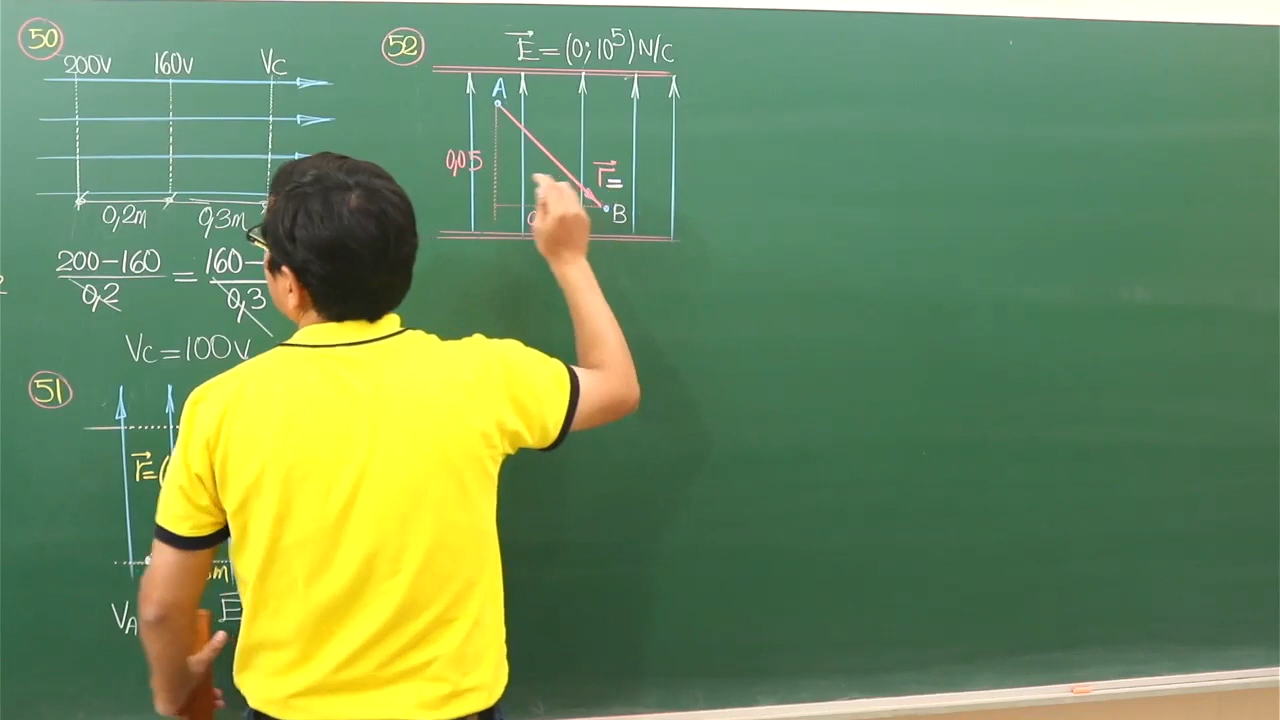 50
200v 160v Vc
0,2m 0,3m
200-160 = 160-
0,2 0,3
Vc=100v
51
r=(
m
VA E
52
E=(0;10^5)N/C
A
0,05
r=
0
B